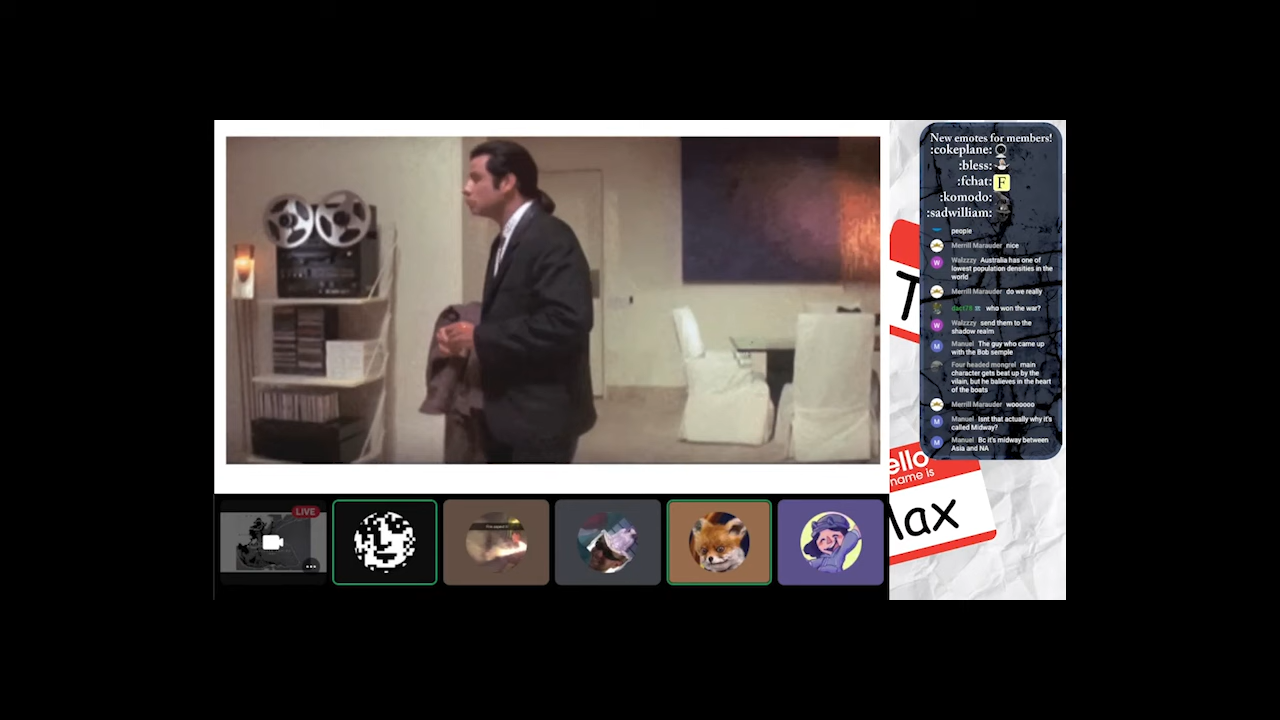 New emotes for members!
:cokeplane:
:bless:
:fchat: F
:komodo:
:sadwilliam:
people
Merrill Marauder nice
W Walzzzy Australia has one of
lowest population densities in the
world
Merrill Marauder do we really
dact78 who won the war?
W Walzzzy send them to the
shadow realm
M Manuel The guy who came up
with the Bob semple
Four headed mongrel main
character gets beat up by the
vilain, but he balieves in the heart
of the boats
Merrill Marauder woooooo
M Manuel Isnt that actually why it's
called Midway?
M Manuel Bc it's midway between
Asia and NA
ello
name is
LIVE